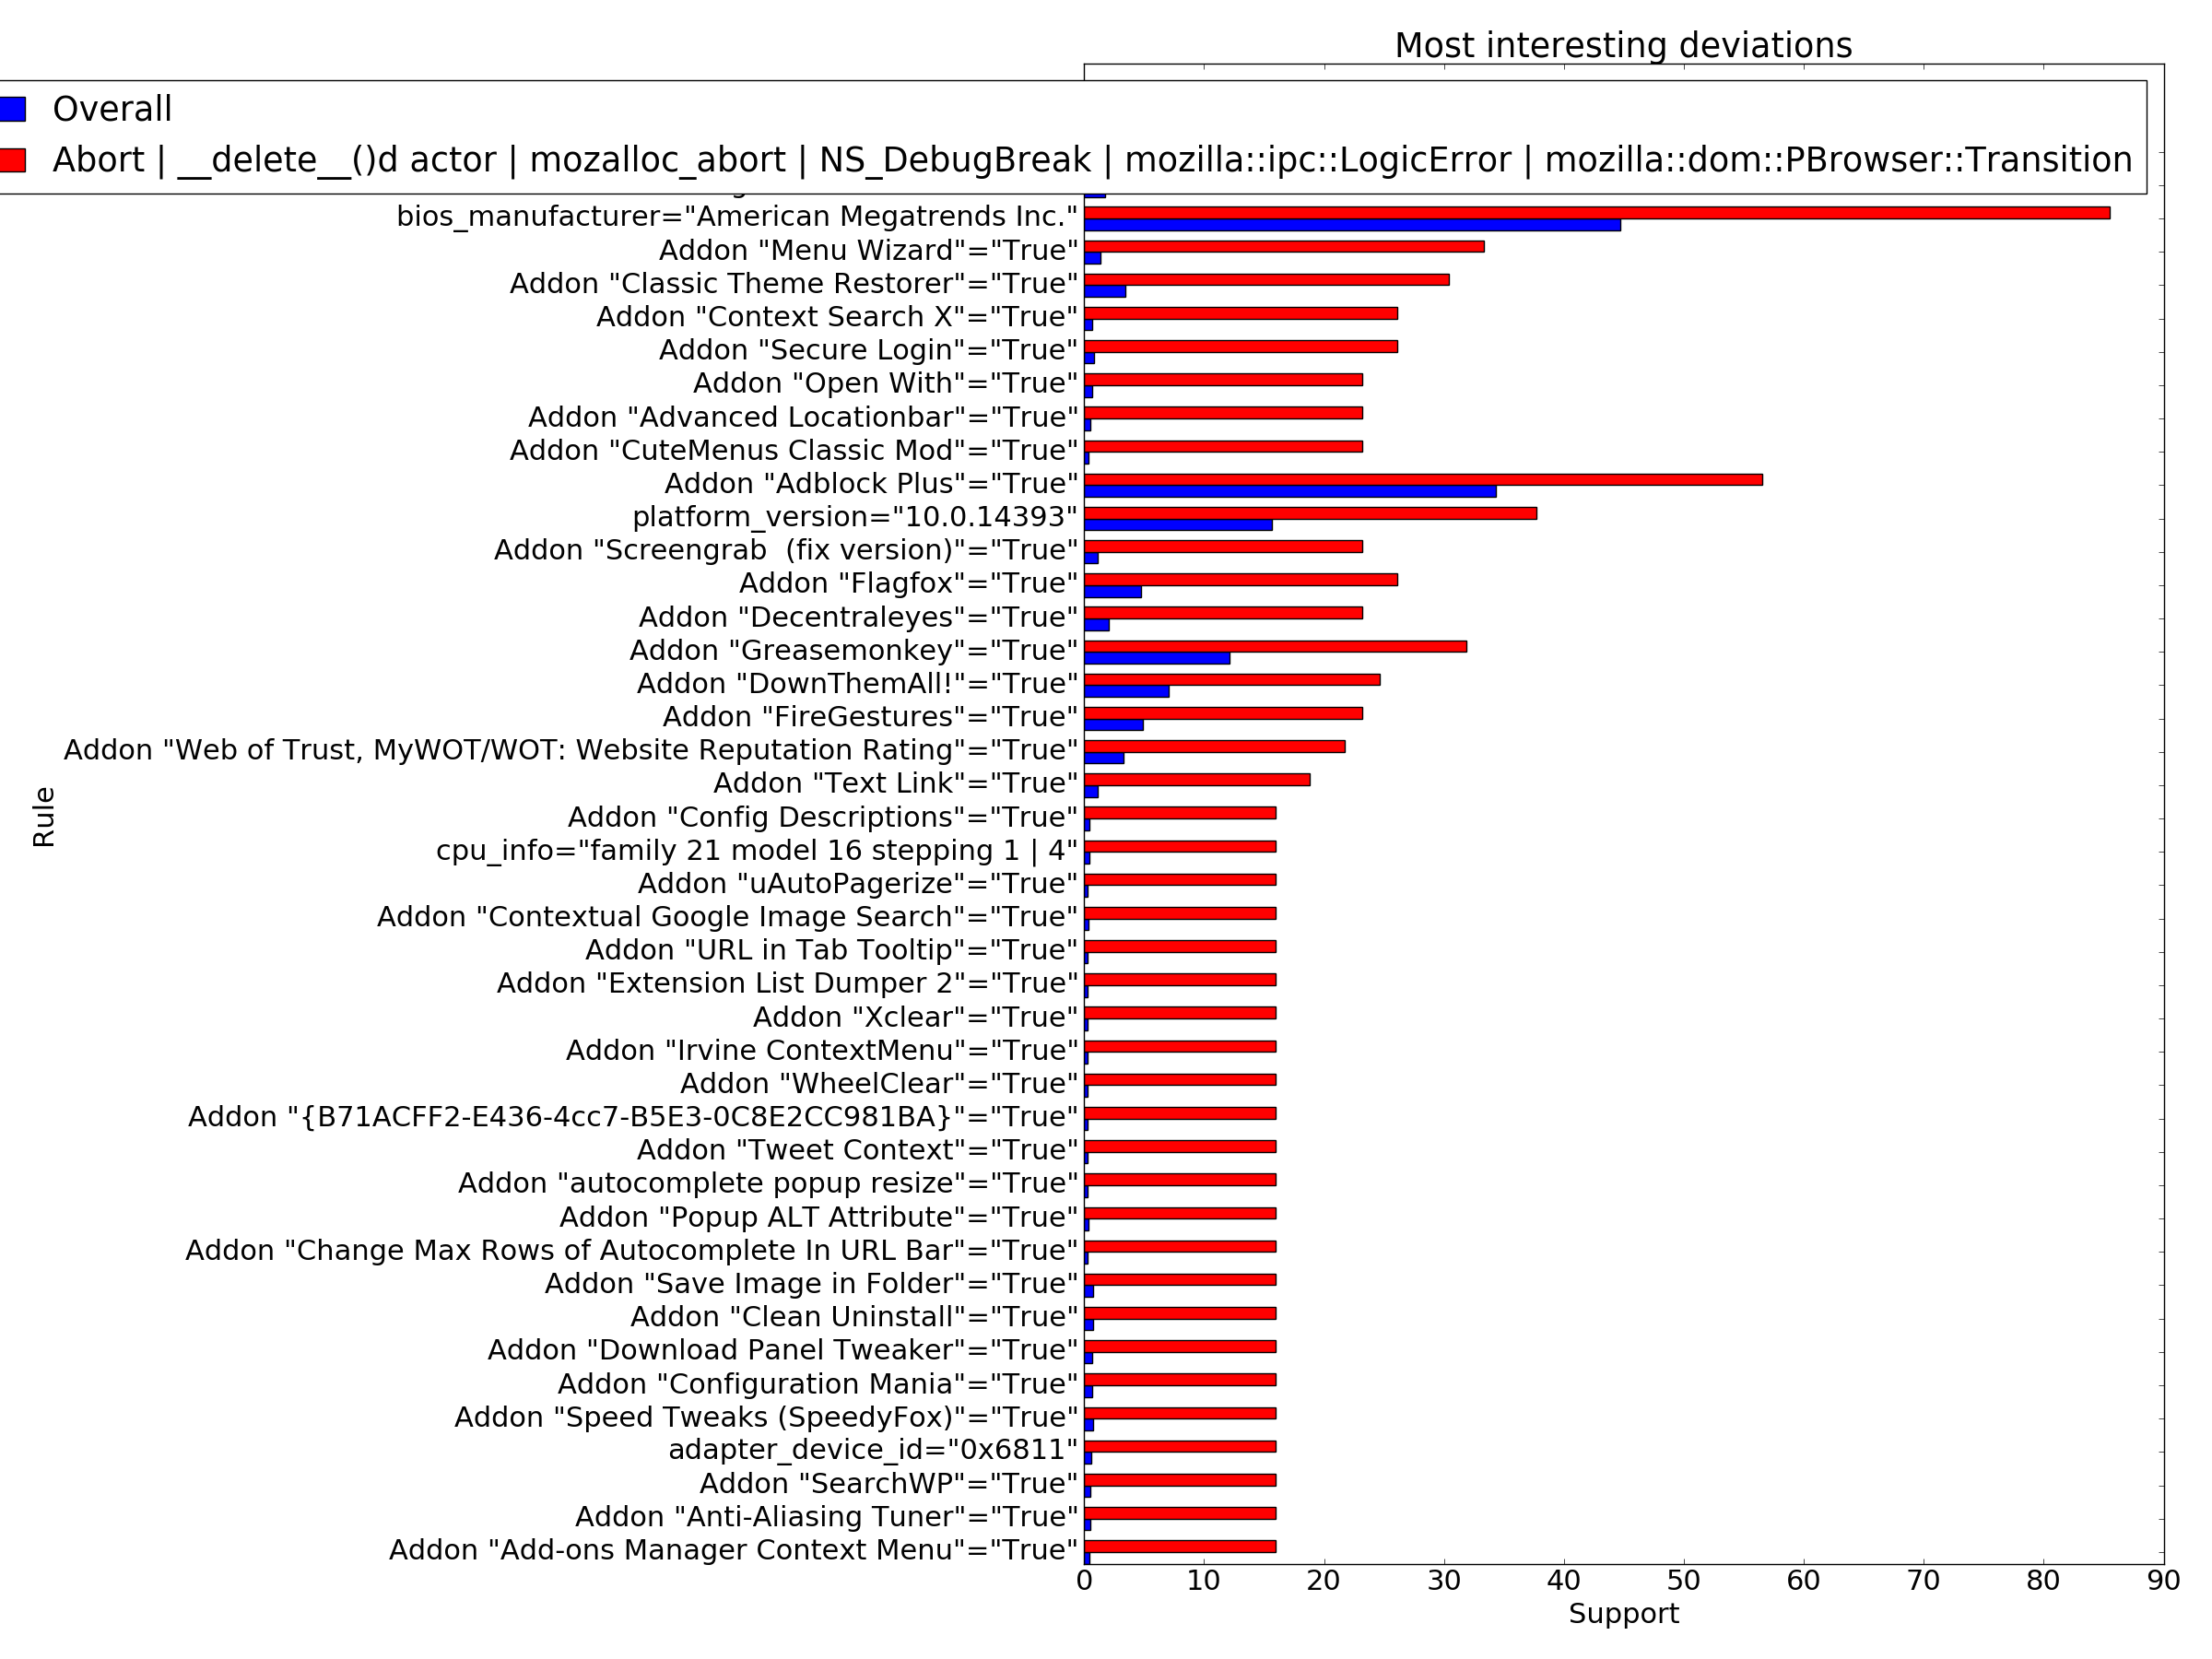 Most interesting deviations
Overall
Abort | __delete__()d actor | mozalloc_abort | NS_DebugBreak | mozilla::ipc::LogicError | mozilla::dom::PBrowser::Transition
bios_manufacturer="American Megatrends Inc."
Addon "Menu Wizard"="True"
Addon "Classic Theme Restorer"="True"
Addon "Context Search X"="True"
Addon "Secure Login"="True"
Addon "Open With"="True"
Addon "Advanced Locationbar"="True"
Addon "CuteMenus Classic Mod"="True"
Addon "Adblock Plus"="True"
platform_version="10.0.14393"
Addon "Screengrab  (fix version)"="True"
Addon "Flagfox"="True"
Addon "Decentraleyes"="True"
Addon "Greasemonkey"="True"
Addon "DownThemAll!"="True"
Addon "FireGestures"="True"
Addon "Web of Trust, MyWOT/WOT: Website Reputation Rating"="True"
Addon "Text Link"="True"
Addon "Config Descriptions"="True"
cpu_info="family 21 model 16 stepping 1 | 4"
Addon "uAutoPagerize"="True"
Addon "Contextual Google Image Search"="True"
Addon "URL in Tab Tooltip"="True"
Addon "Extension List Dumper 2"="True"
Addon "Xclear"="True"
Addon "Irvine ContextMenu"="True"
Addon "WheelClear"="True"
Addon "{B71ACFF2-E436-4cc7-B5E3-0C8E2CC981BA}"="True"
Addon "Tweet Context"="True"
Addon "autocomplete popup resize"="True"
Addon "Popup ALT Attribute"="True"
Addon "Change Max Rows of Autocomplete In URL Bar"="True"
Addon "Save Image in Folder"="True"
Addon "Clean Uninstall"="True"
Addon "Download Panel Tweaker"="True"
Addon "Configuration Mania"="True"
Addon "Speed Tweaks (SpeedyFox)"="True"
adapter_device_id="0x6811"
Addon "SearchWP"="True"
Addon "Anti-Aliasing Tuner"="True"
Addon "Add-ons Manager Context Menu"="True"
Rule
0 10 20 30 40 50 60 70 80 90
Support